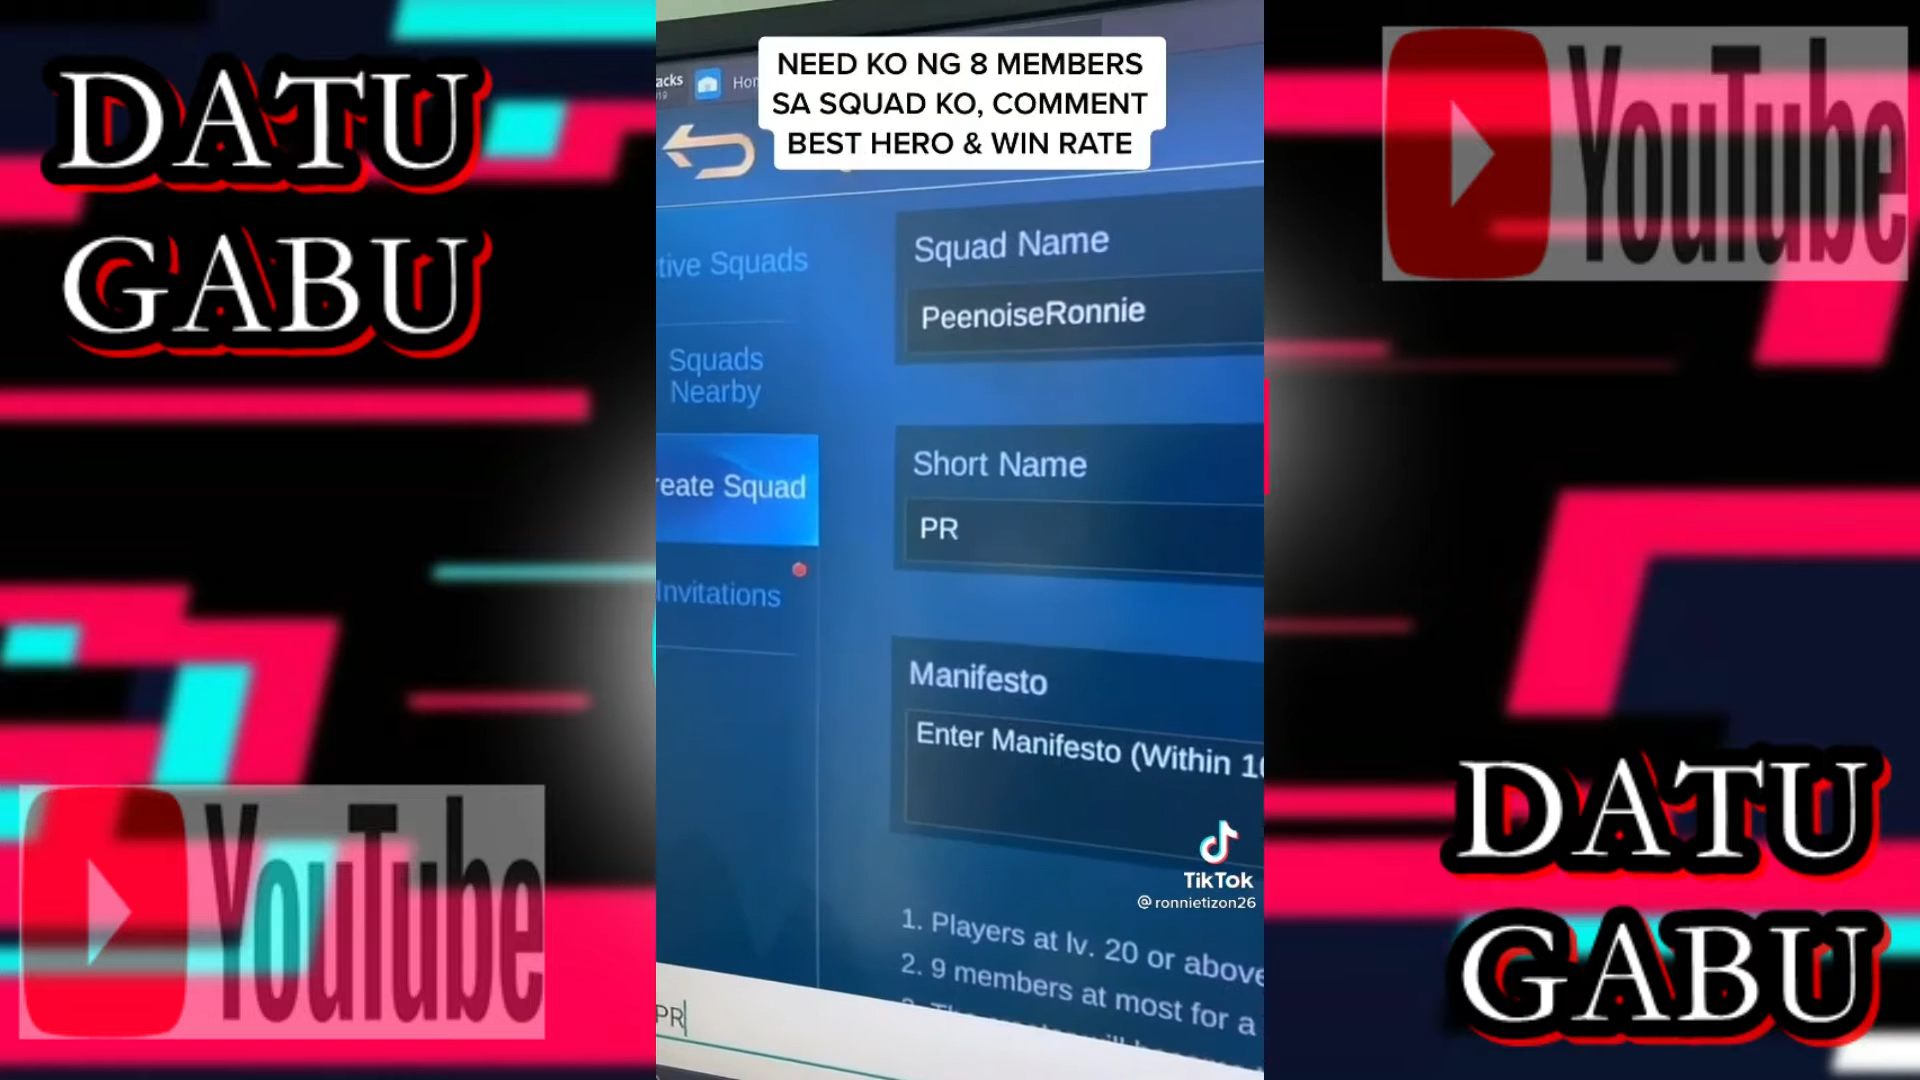 DATU
GABU
YouTube
NEED KO NG 8 MEMBERS
SA SQUAD KO, COMMENT
BEST HERO & WIN RATE
acks
Squad Name
PeenoiseRonnie
tive Squads
Squads
Nearby
reate Squad
Invitations
Short Name
PR
Manifesto
Enter Manifesto (Within 1
TikTok
@ronnietizon26
1. Players at lv. 20 or above
2. 9 members at most for a
PR
YouTube
DATU
GABU